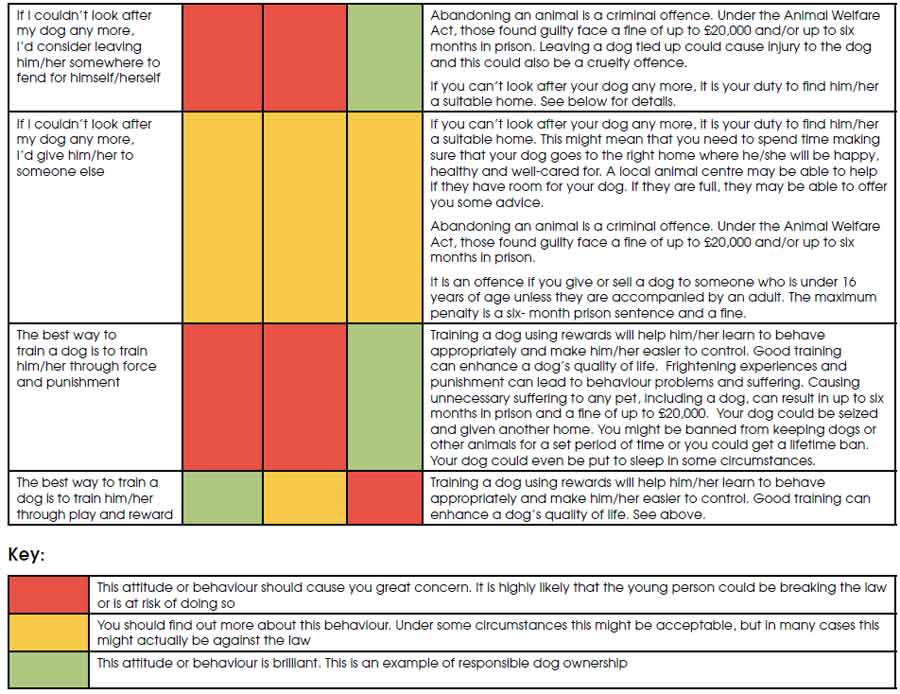 If I couldn't look after
my dog any more,
I'd consider leaving
him/her somewhere to
fend for himself/herself
Abandoning an animal is a criminal offence. Under the Animal Welfare
Act, those found guilty face a fine of up to £20,000 and/or up to six
months in prison. Leaving a dog tied up could cause injury to the dog
and this could also be a cruelty offence.
If you can't look after your dog any more, it is your duty to find him/her
a suitable home. See below for details.
If I couldn't look after
my dog any more,
I'd give him/her to
someone else
If you can't look after your dog any more, it is your duty to find him/her
a suitable home. This might mean that you need to spend time making
sure that your dog goes to the right home where he/she will be happy,
healthy and well-cared for. A local animal centre may be able to help
if they have room for your dog. If they are full, they may be able to offer
you some advice.
Abandoning an animal is a criminal offence. Under the Animal Welfare
Act, those found guilty face a fine of up to £20,000 and/or up to six
months in prison.
It is an offence if you give or sell a dog to someone who is under 16
years of age unless they are accompanied by an adult. The maximum
penalty is a six- month prison sentence and a fine.
The best way to
train a dog is to train
him/her through force
and punishment
Training a dog using rewards will help him/her learn to behave
appropriately and make him/her easier to control. Good training
can enhance a dog's quality of life. Frightening experiences and
punishment can lead to behaviour problems and suffering. Causing
unnecessary suffering to any pet, including a dog, can result in up to six
months in prison and a fine of up to £20,000. Your dog could be seized
and given another home. You might be banned from keeping dogs or
other animals for a set period of time or you could get a lifetime ban.
Your dog could even be put to sleep in some circumstances.
The best way to train a
dog is to train him/her
through play and reward
Training a dog using rewards will help him/her learn to behave
appropriately and make him/her easier to control. Good training can
enhance a dog's quality of life. See above.
Key:
This attitude or behaviour should cause you great concern. It is highly likely that the young person could be breaking the law
or is at risk of doing so
You should find out more about this behaviour. Under some circumstances this might be acceptable, but in many cases this
might actually be against the law
This attitude or behaviour is brilliant. This is an example of responsible dog ownership